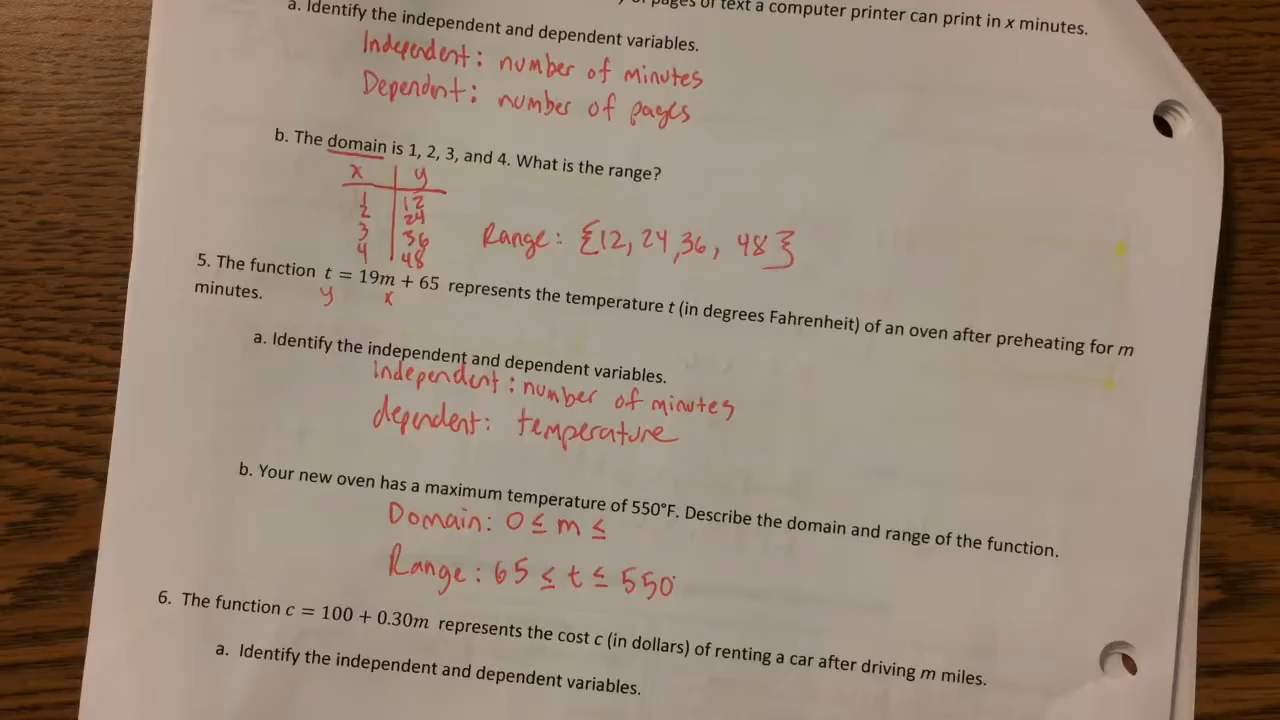 pages of text a computer printer can print in x minutes.
a. Identify the independent and dependent variables.
Independent: number of minutes
Dependent: number of pages
b. The domain is 1, 2, 3, and 4. What is the range?
x y
1 12
2 24
3 36
4 48
Range: {12, 24, 36, 48}
5. The function t = 19m + 65 represents the temperature t (in degrees Fahrenheit) of an oven after preheating for m
y x
minutes.
a. Identify the independent and dependent variables.
independent: number of minutes
dependent: temperature
b. Your new oven has a maximum temperature of 550°F. Describe the domain and range of the function.
Domain: 0 ≤ m ≤
Range: 65 ≤ t ≤ 550
6. The function c = 100 + 0.30m represents the cost c (in dollars) of renting a car after driving m miles.
a. Identify the independent and dependent variables.